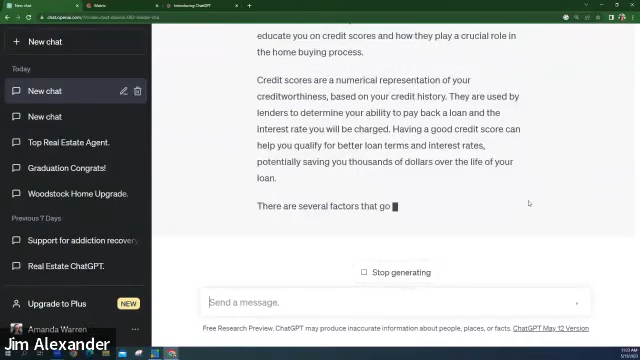 New chat
Walrix
Introducing ChatGPT
New chat
Today
New chat
New chat
Top Real Estate Agent.
Graduation Congrats!
Woodstock Home Upgrade.
Previous 7 Days
Support for addiction recovery
Real Estate ChatGPT.
Upgrade to Plus
NEW
Amanda Warren
Jim Alexander
educate you on credit scores and how they play a crucial role in
the home buying process.
Credit scores are a numerical representation of your
creditworthiness, based on your credit history. They are used by
lenders to determine your ability to pay back a loan and the
interest rate you will be charged. Having a good credit score can
help you qualify for better loan terms and interest rates,
potentially saving you thousands of dollars over the life of your
loan.
There are several factors that go
Stop generating
Send a message.
Free Research Preview. ChatGPT may produce inaccurate information about people, places, or facts. ChatGPT May 12 Version